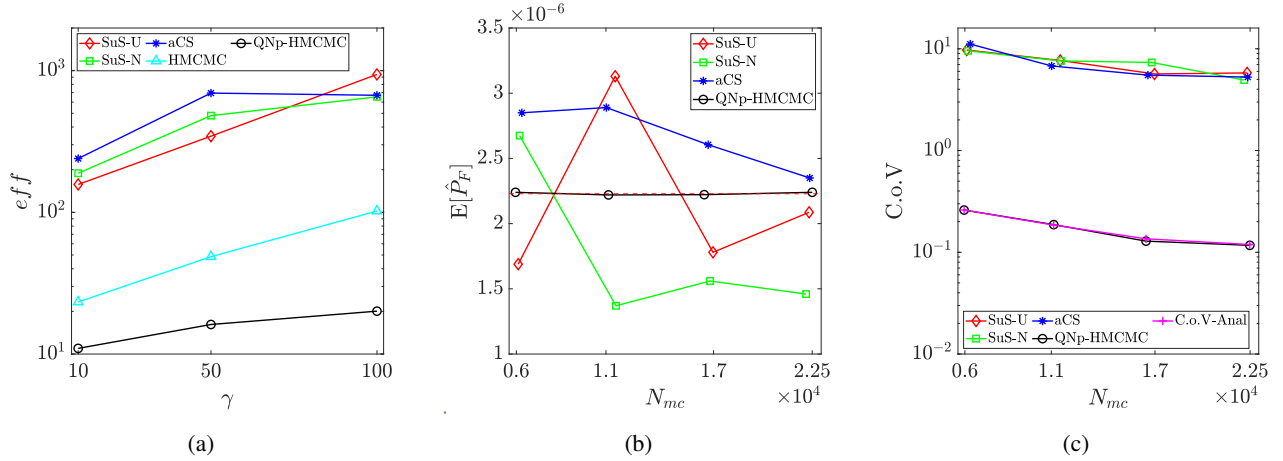 SuS-U aCS QNp-HMCMC
SuS-N HMCMC
10^3
10^2
10^1
eff
10 50 100
γ
(a)
×10^-6
SuS-U
SuS-N
aCS
QNp-HMCMC
3.5
3
2.5
2
1.5
1
E[P̂_F]
0.6 1.1 1.7 2.25
N_mc ×10^4
(b)
10^1
10^0
10^-1
10^-2
C.o.V
SuS-U aCS C.o.V-Anal
SuS-N QNp-HMCMC
0.6 1.1 1.7 2.25
N_mc ×10^4
(c)